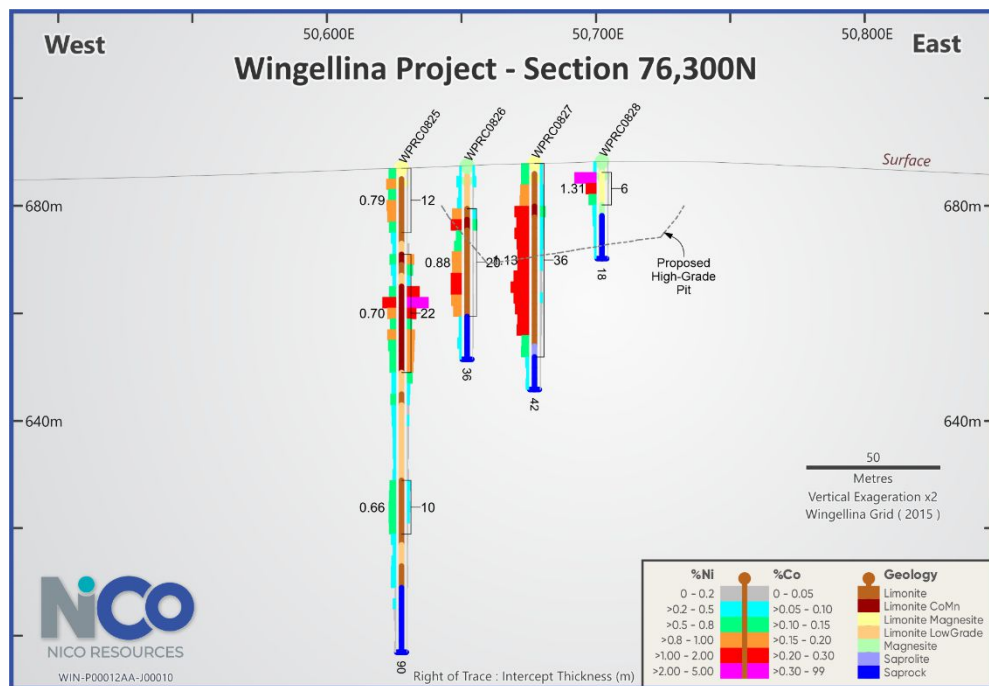 West
50,600E
50,700E
50,800E
East
Wingellina Project - Section 76,300N
WPRC0825
WPRC0826
WPRC0827
WPRC0828
Surface
680m
680m
0.79
12
1.31
6
0.88
20
1.13
36
Proposed
High-Grade
Pit
18
0.70
22
36
42
640m
640m
50
Metres
Vertical Exageration x2
Wingellina Grid ( 2015 )
0.66
10
%Ni
%Co
Geology
0 - 0.2
0 - 0.05
Limonite
>0.2 - 0.5
>0.05 - 0.10
Limonite CoMn
>0.5 - 0.8
>0.10 - 0.15
Limonite Magnesite
>0.8 - 1.00
>0.15 - 0.20
Limonite LowGrade
>1.00 - 2.00
>0.20 - 0.30
Magnesite
>2.00 - 5.00
>0.30 - 99
Saprolite
Saprock
NiCo
NICO RESOURCES
WIN-P00012AA-J00010
90
Right of Trace : Intercept Thickness (m)